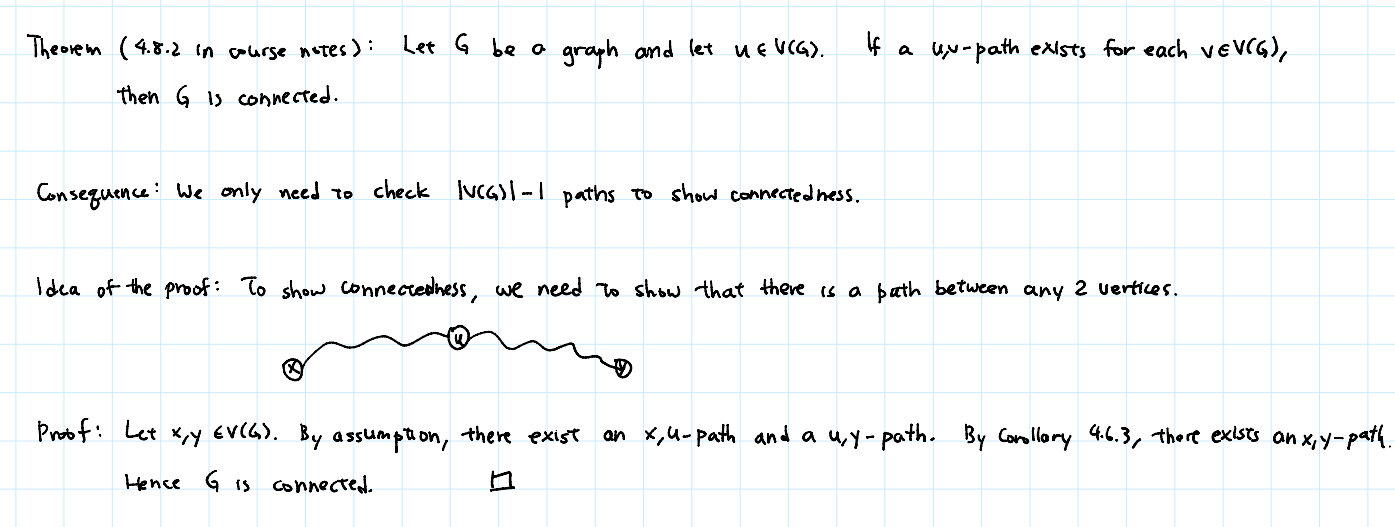 Theorem (4.8.2 in course notes): Let G be a graph and let u ∈ V(G). If a u,v-path exists for each v ∈ V(G),
then G is connected.
Consequence: We only need to check |V(G)|-1 paths to show connectedness.
Idea of the proof: To show connectedness, we need to show that there is a path between any 2 vertices.
x u y
Proof: Let x,y ∈ V(G). By assumption, there exist an x,u-path and a u,y-path. By Corollary 4.6.3, there exists an x,y-path.
Hence G is connected. □